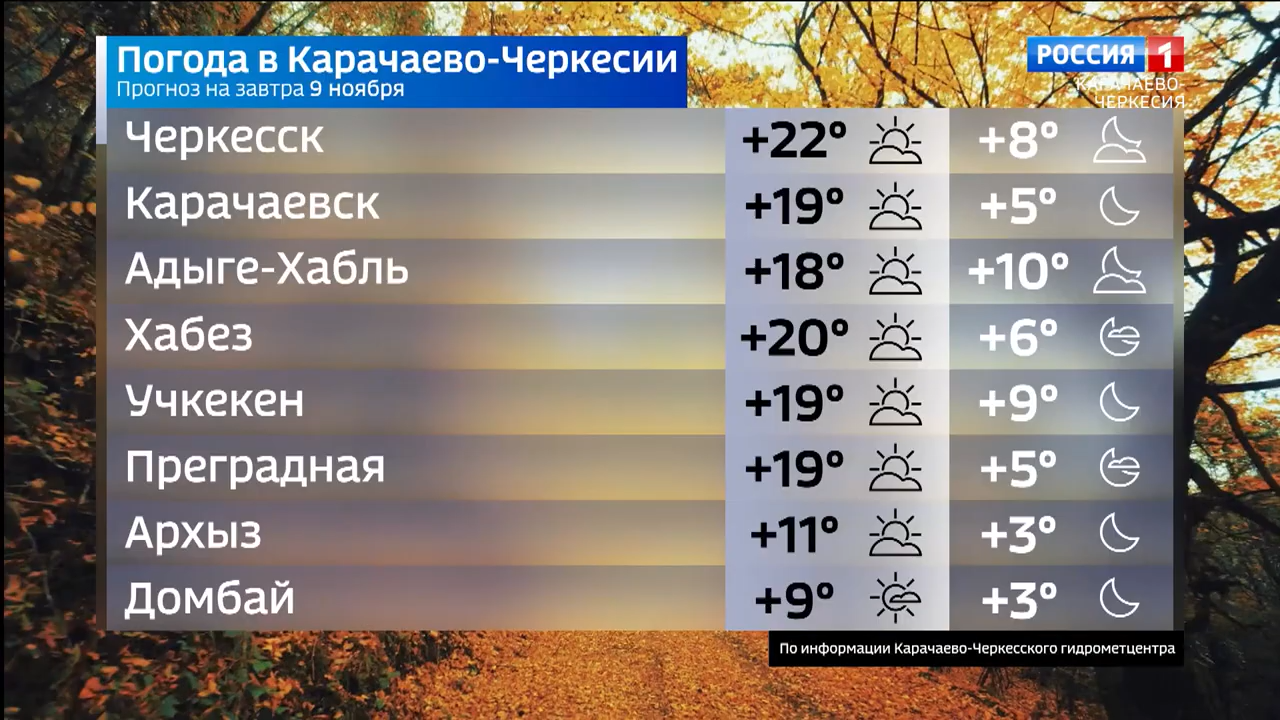 Погода в Карачаево-Черкесии
Прогноз на завтра 9 ноября
РОССИЯ 1
КАРАЧАЕВО-
ЧЕРКЕСИЯ
Черкесск +22° +8°
Карачаевск +19° +5°
Адыге-Хабль +18° +10°
Хабез +20° +6°
Учкекен +19° +9°
Преградная +19° +5°
Архыз +11° +3°
Домбай +9° +3°
По информации Карачаево-Черкесского гидрометцентра